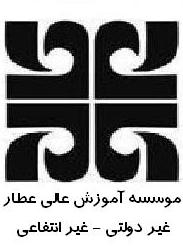 موسسه آموزش عالی عطار
غیر دولتی - غیر انتفاعی